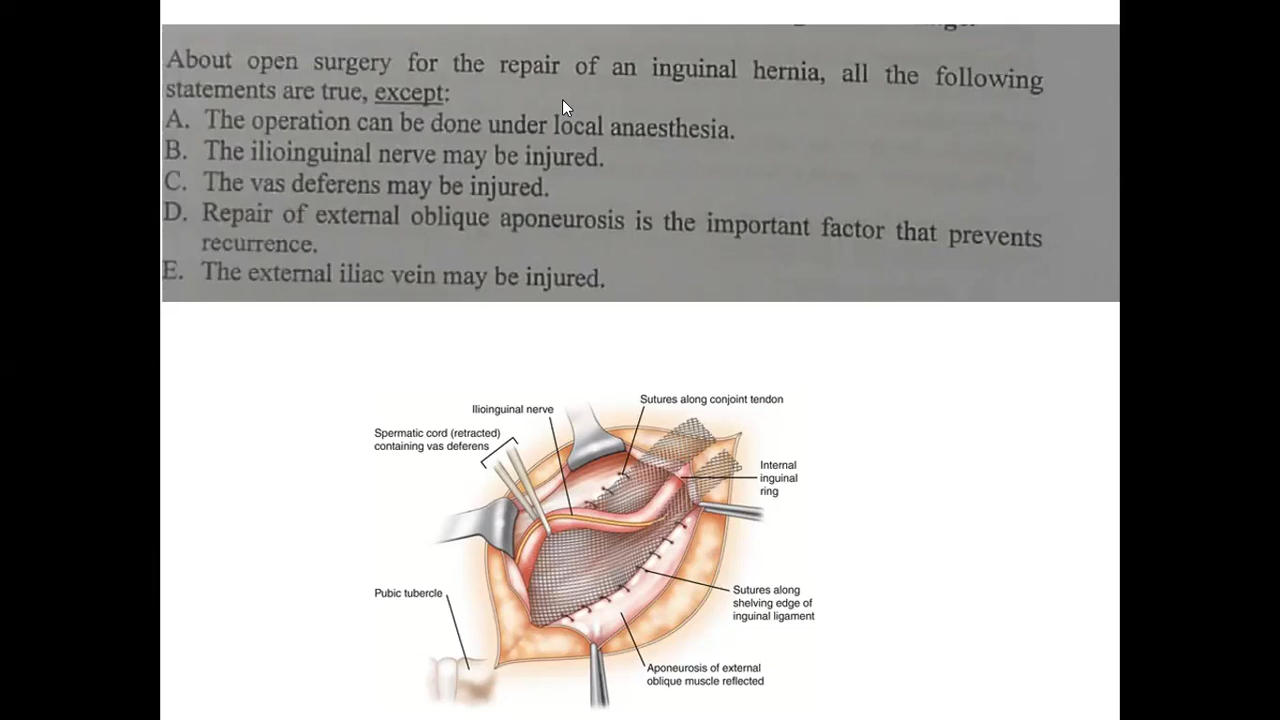 About open surgery for the repair of an inguinal hernia, all the following
statements are true, except:
A. The operation can be done under local anaesthesia.
B. The ilioinguinal nerve may be injured.
C. The vas deferens may be injured.
D. Repair of external oblique aponeurosis is the important factor that prevents
recurrence.
E. The external iliac vein may be injured.
Sutures along conjoint tendon
Ilioinguinal nerve
Spermatic cord (retracted)
containing vas deferens
Internal
inguinal
ring
Pubic tubercle
Sutures along
shelving edge of
inguinal ligament
Aponeurosis of external
oblique muscle reflected